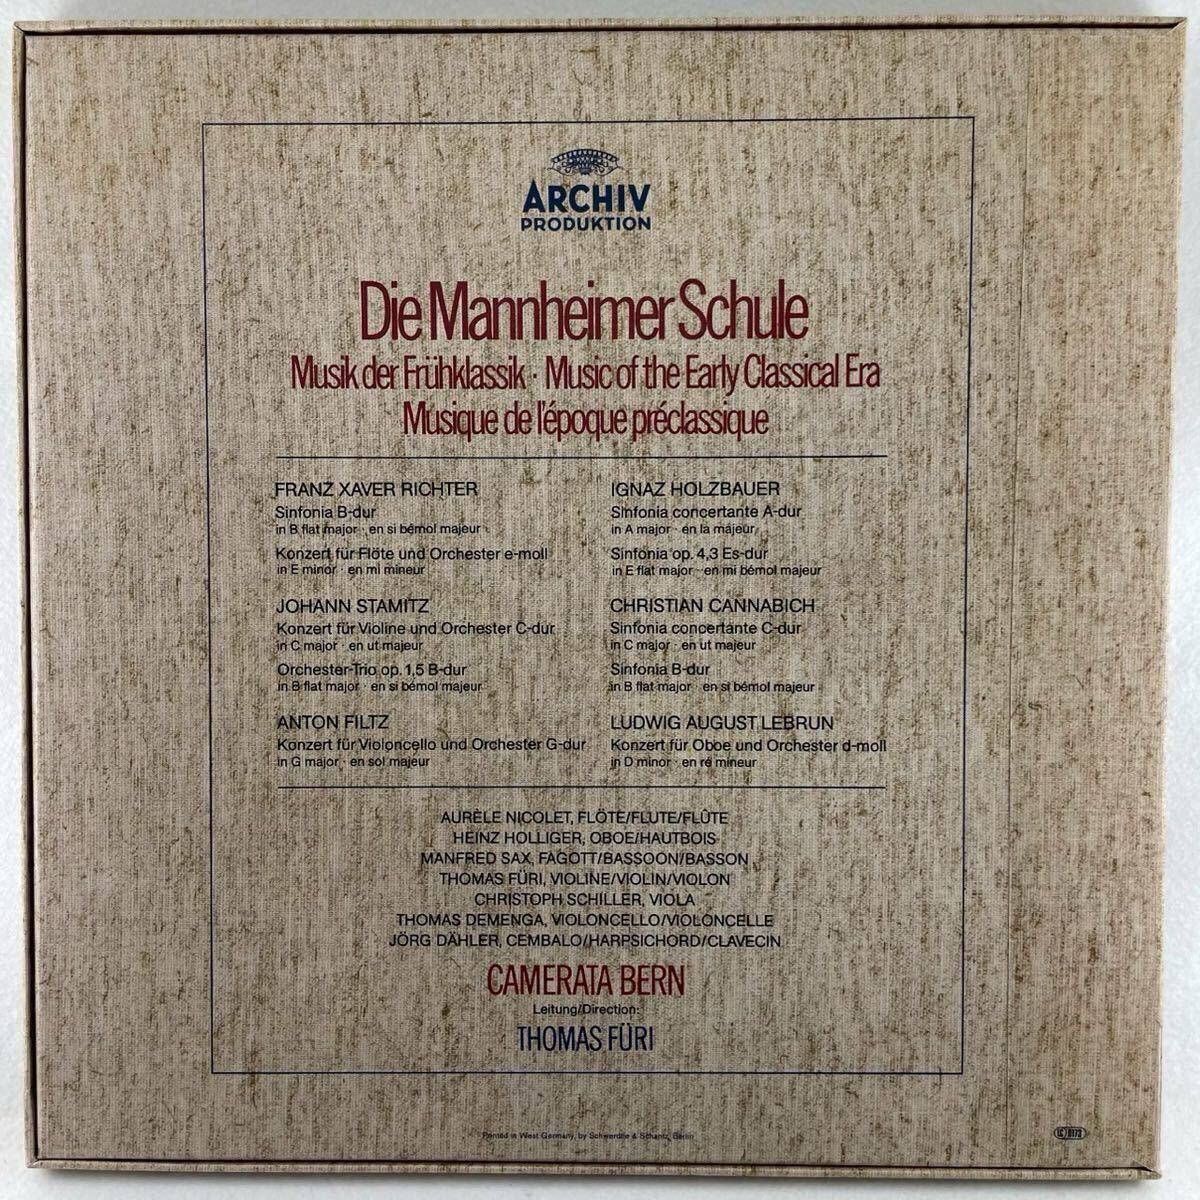 ARCHIV
PRODUKTION
Die Mannheimer Schule
Musik der Frühklassik · Music of the Early Classical Era
Musique de l'époque préclassique
FRANZ XAVER RICHTER
Sinfonia B-dur
in B flat major · en si bémol majeur
Konzert für Flöte und Orchester e-moll
in E minor · en mi mineur
JOHANN STAMITZ
Konzert für Violine und Orchester C-dur
in C major · en ut majeur
Orchester-Trio op. 1,5 B-dur
in B flat major · en si bémol majeur
ANTON FILTZ
Konzert für Violoncello und Orchester G-dur
in G major · en sol majeur
IGNAZ HOLZBAUER
Sinfonia concertante A-dur
in A major · en la majeur
Sinfonia op. 4,3 Es-dur
in E flat major · en mi bémol majeur
CHRISTIAN CANNABICH
Sinfonia concertante C-dur
in C major · en ut majeur
Sinfonia B-dur
in B flat major · en si bémol majeur
LUDWIG AUGUST LEBRUN
Konzert für Oboe und Orchester d-moll
in D minor · en ré mineur
AURÈLE NICOLET, FLÖTE/FLUTE/FLÛTE
HEINZ HOLLIGER, OBOE/HAUTBOIS
MANFRED SAX, FAGOTT/BASSOON/BASSON
THOMAS FÜRI, VIOLINE/VIOLIN/VIOLON
CHRISTOPH SCHILLER, VIOLA
THOMAS DEMENGA, VIOLONCELLO/VIOLONCELLE
JÖRG DÄHLER, CEMBALO/HARPSICHORD/CLAVECIN
CAMERATA BERN
Leitung/Direction:
THOMAS FÜRI
Printed in West Germany, by Schwerdtle & Schantz, Berlin
LC 0173